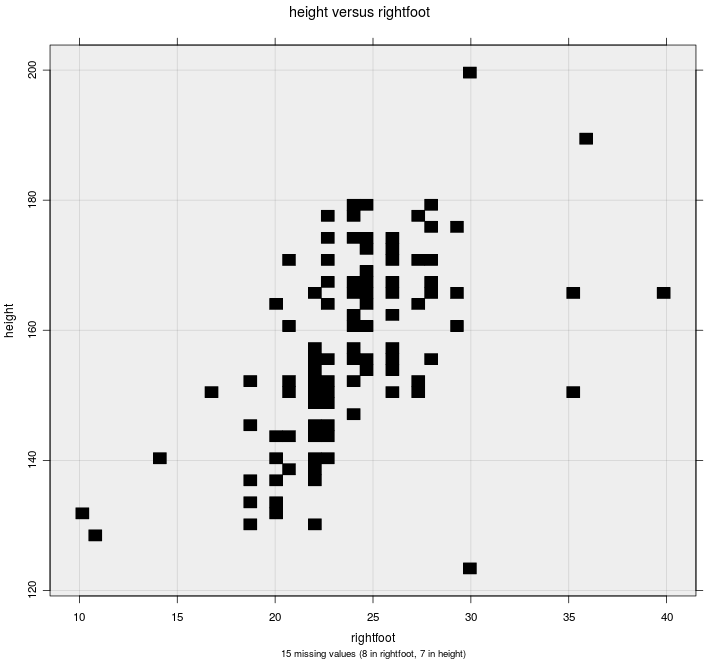 height versus rightfoot
200
180
160
140
120
height
10 15 20 25 30 35 40
rightfoot
15 missing values (8 in rightfoot, 7 in height)